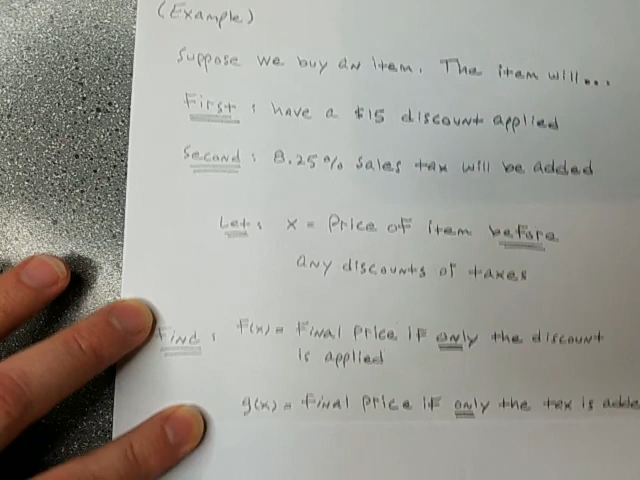 (Example)
Suppose we buy an item. The item will...
First: have a $15 discount applied
Second: 8.25% sales tax will be added
Let: x = Price of item before
any discounts or taxes
Find: f(x) = Final price if only the discount
is applied
g(x) = Final price if only the tax is adde